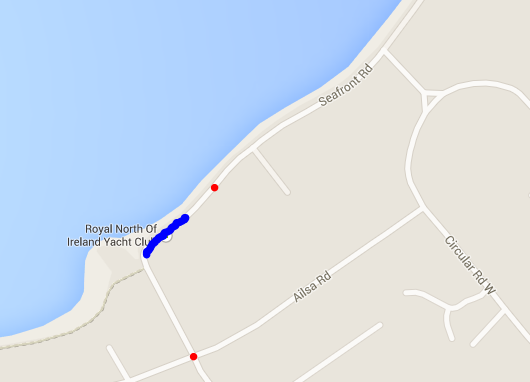 Seafront Rd
Royal North Of
Ireland Yacht Club
Ailsa Rd
Circular Rd W